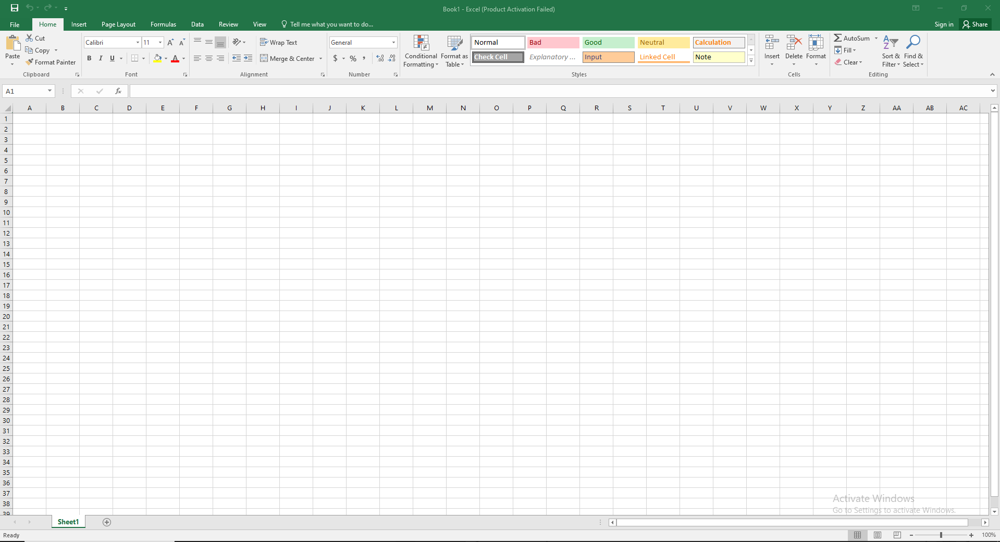 Book1 - Excel (Product Activation Failed)
File Home Insert Page Layout Formulas Data Review View Tell me what you want to do... Sign in Share
Paste
Cut
Copy
Format Painter
Clipboard
Calibri 11
B I U A
Font
Wrap Text
Merge & Center
Alignment
General
$ % ,
Number
Conditional Formatting
Format as Table
Normal Bad Good Neutral Calculation
Check Cell Explanatory ... Input Linked Cell Note
Styles
Insert Delete Format
Cells
AutoSum
Fill
Clear
Sort & Filter
Find & Select
Editing
A1 fx
A B C D E F G H I J K L M N O P Q R S T U V W X Y Z AA AB AC
1
2
3
4
5
6
7
8
9
10
11
12
13
14
15
16
17
18
19
20
21
22
23
24
25
26
27
28
29
30
31
32
33
34
35
36
37
38
39
Activate Windows
Go to Settings to activate Windows.
Sheet1
Ready 100%